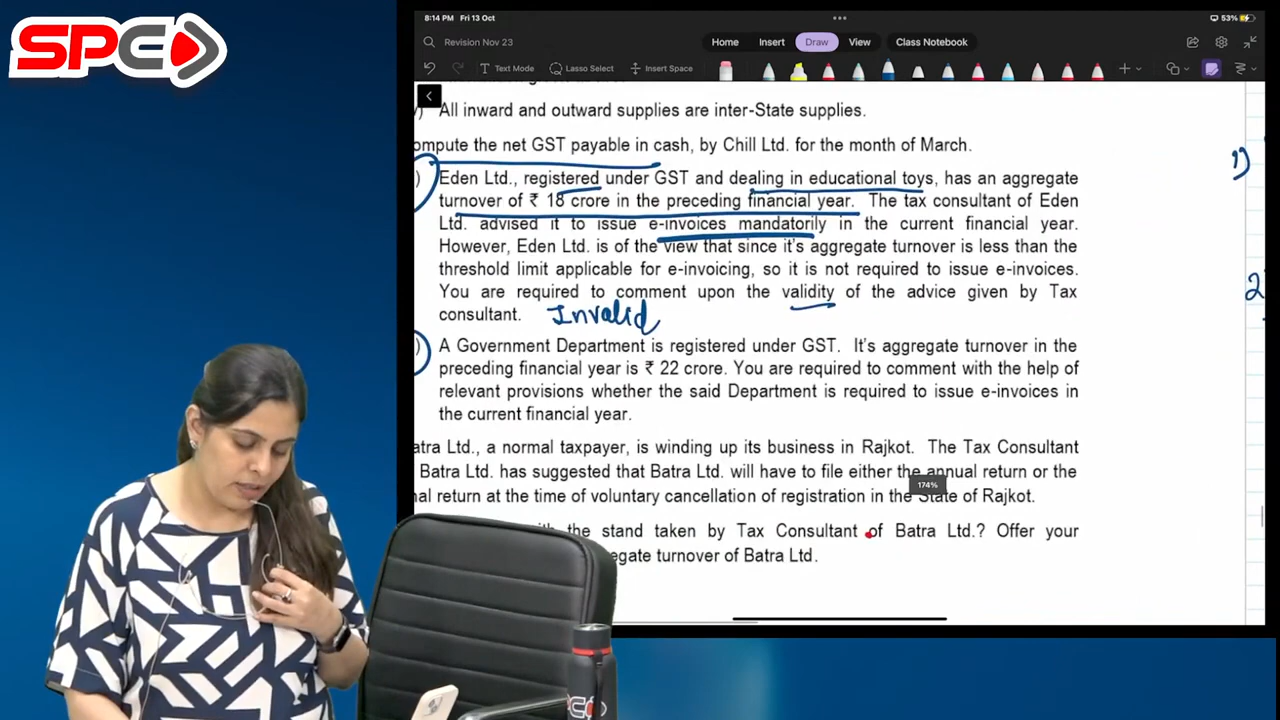 SPC
8:14 PM Fri 13 Oct
53%
Revision Nov 23
Home Insert Draw View Class Notebook
Text Mode Lasso Select Insert Space
All inward and outward supplies are inter-State supplies.
ompute the net GST payable in cash, by Chill Ltd. for the month of March.
Eden Ltd., registered under GST and dealing in educational toys, has an aggregate
turnover of ₹ 18 crore in the preceding financial year. The tax consultant of Eden
Ltd. advised it to issue e-invoices mandatorily in the current financial year.
However, Eden Ltd. is of the view that since it's aggregate turnover is less than the
threshold limit applicable for e-invoicing, so it is not required to issue e-invoices.
You are required to comment upon the validity of the advice given by Tax
consultant. Invalid
A Government Department is registered under GST. It's aggregate turnover in the
preceding financial year is ₹ 22 crore. You are required to comment with the help of
relevant provisions whether the said Department is required to issue e-invoices in
the current financial year.
atra Ltd., a normal taxpayer, is winding up its business in Rajkot. The Tax Consultant
Batra Ltd. has suggested that Batra Ltd. will have to file either the annual return or the
nal return at the time of voluntary cancellation of registration in the State of Rajkot.
174%
the stand taken by Tax Consultant of Batra Ltd.? Offer your
egate turnover of Batra Ltd.
1)
2